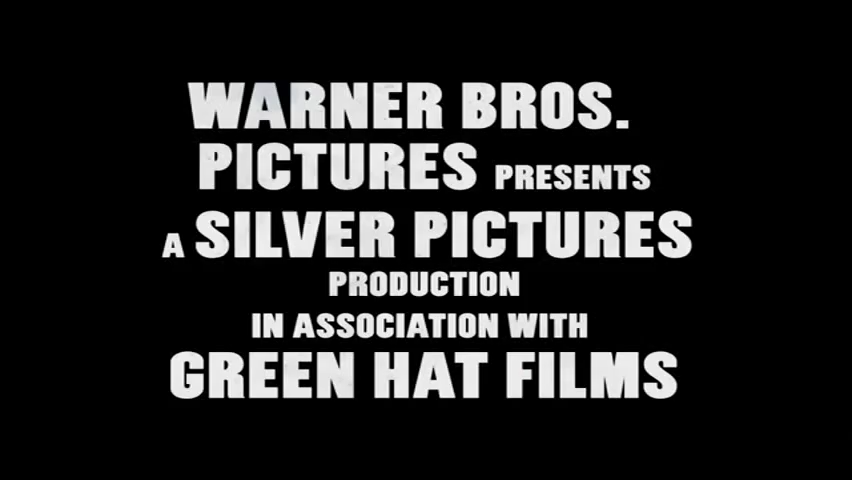 WARNER BROS.
PICTURES PRESENTS
A SILVER PICTURES
PRODUCTION
IN ASSOCIATION WITH
GREEN HAT FILMS